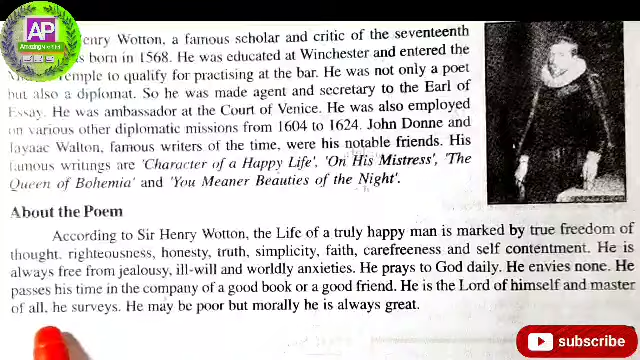 AP
Amazing
enry Wotton, a famous scholar and critic of the seventeenth
s born in 1568. He was educated at Winchester and entered the
Temple to qualify for practising at the bar. He was not only a poet
but also a diplomat. So he was made agent and secretary to the Earl of
Essay. He was ambassador at the Court of Venice. He was also employed
on various other diplomatic missions from 1604 to 1624. John Donne and
Iayaac Walton, famous writers of the time, were his notable friends. His
famous writings are 'Character of a Happy Life', 'On His Mistress', 'The
Queen of Bohemia' and 'You Meaner Beauties of the Night'.
About the Poem
According to Sir Henry Wotton, the Life of a truly happy man is marked by true freedom of
thought, righteousness, honesty, truth, simplicity, faith, carefreeness and self contentment. He is
always free from jealousy, ill-will and worldly anxieties. He prays to God daily. He envies none. He
passes his time in the company of a good book or a good friend. He is the Lord of himself and master
of all, he surveys. He may be poor but morally he is always great.
subscribe